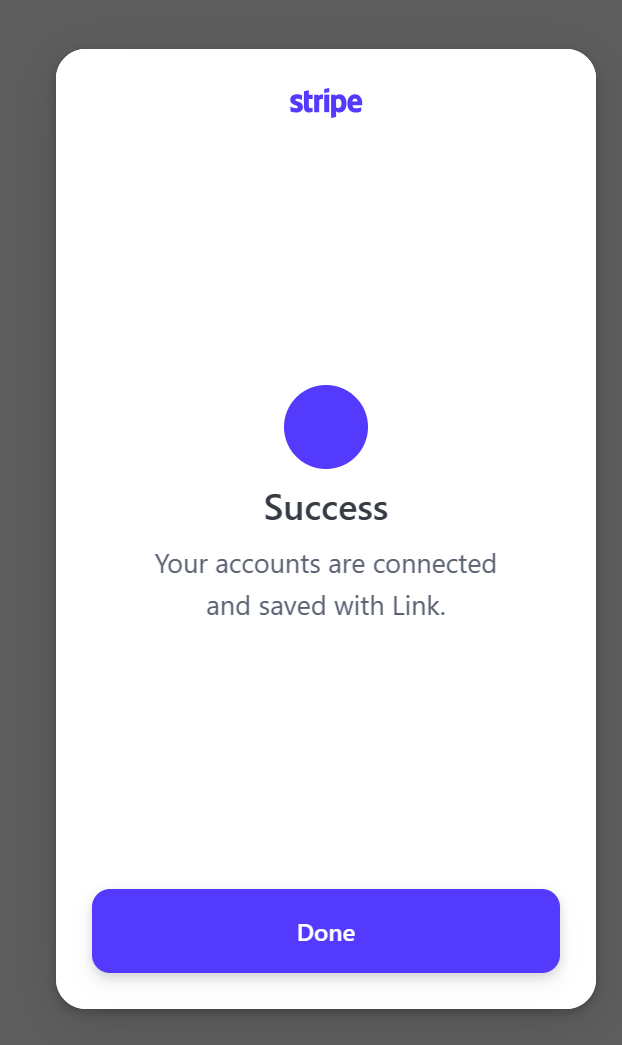 stripe
Success
Your accounts are connected
and saved with Link.
Done